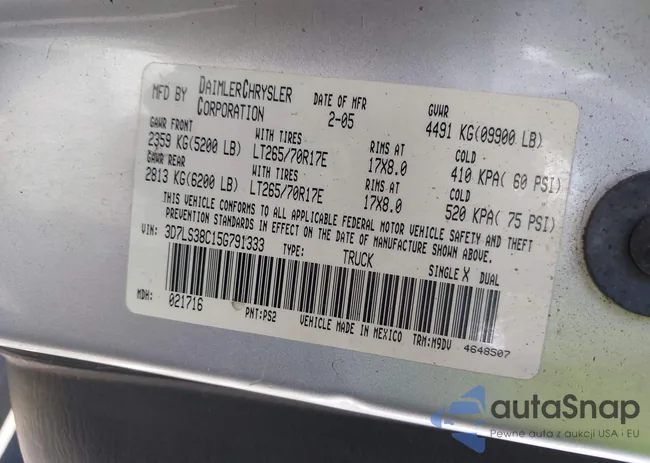 MFD BY DAIMLERCHRYSLER CORPORATION DATE OF MFR 2-05 GVWR 4491 KG(09900 LB)
GAWR FRONT WITH TIRES RIMS AT COLD
2359 KG(5200 LB) LT265/70R17E 17X8.0 410 KPA( 60 PSI)
GAWR REAR WITH TIRES RIMS AT COLD
2813 KG(6200 LB) LT265/70R17E 17X8.0 520 KPA( 75 PSI)
THIS VEHICLE CONFORMS TO ALL APPLICABLE FEDERAL MOTOR VEHICLE SAFETY AND THEFT
PREVENTION STANDARDS IN EFFECT ON THE DATE OF MANUFACTURE SHOWN ABOVE.
VIN: 3D7LS38C15G791333 TYPE: TRUCK SINGLE X DUAL
MDH: 021716 PNT:PS2 VEHICLE MADE IN MEXICO TRM:M9DV 4648507
autaSnap
Pewne auta z aukcji USA i EU